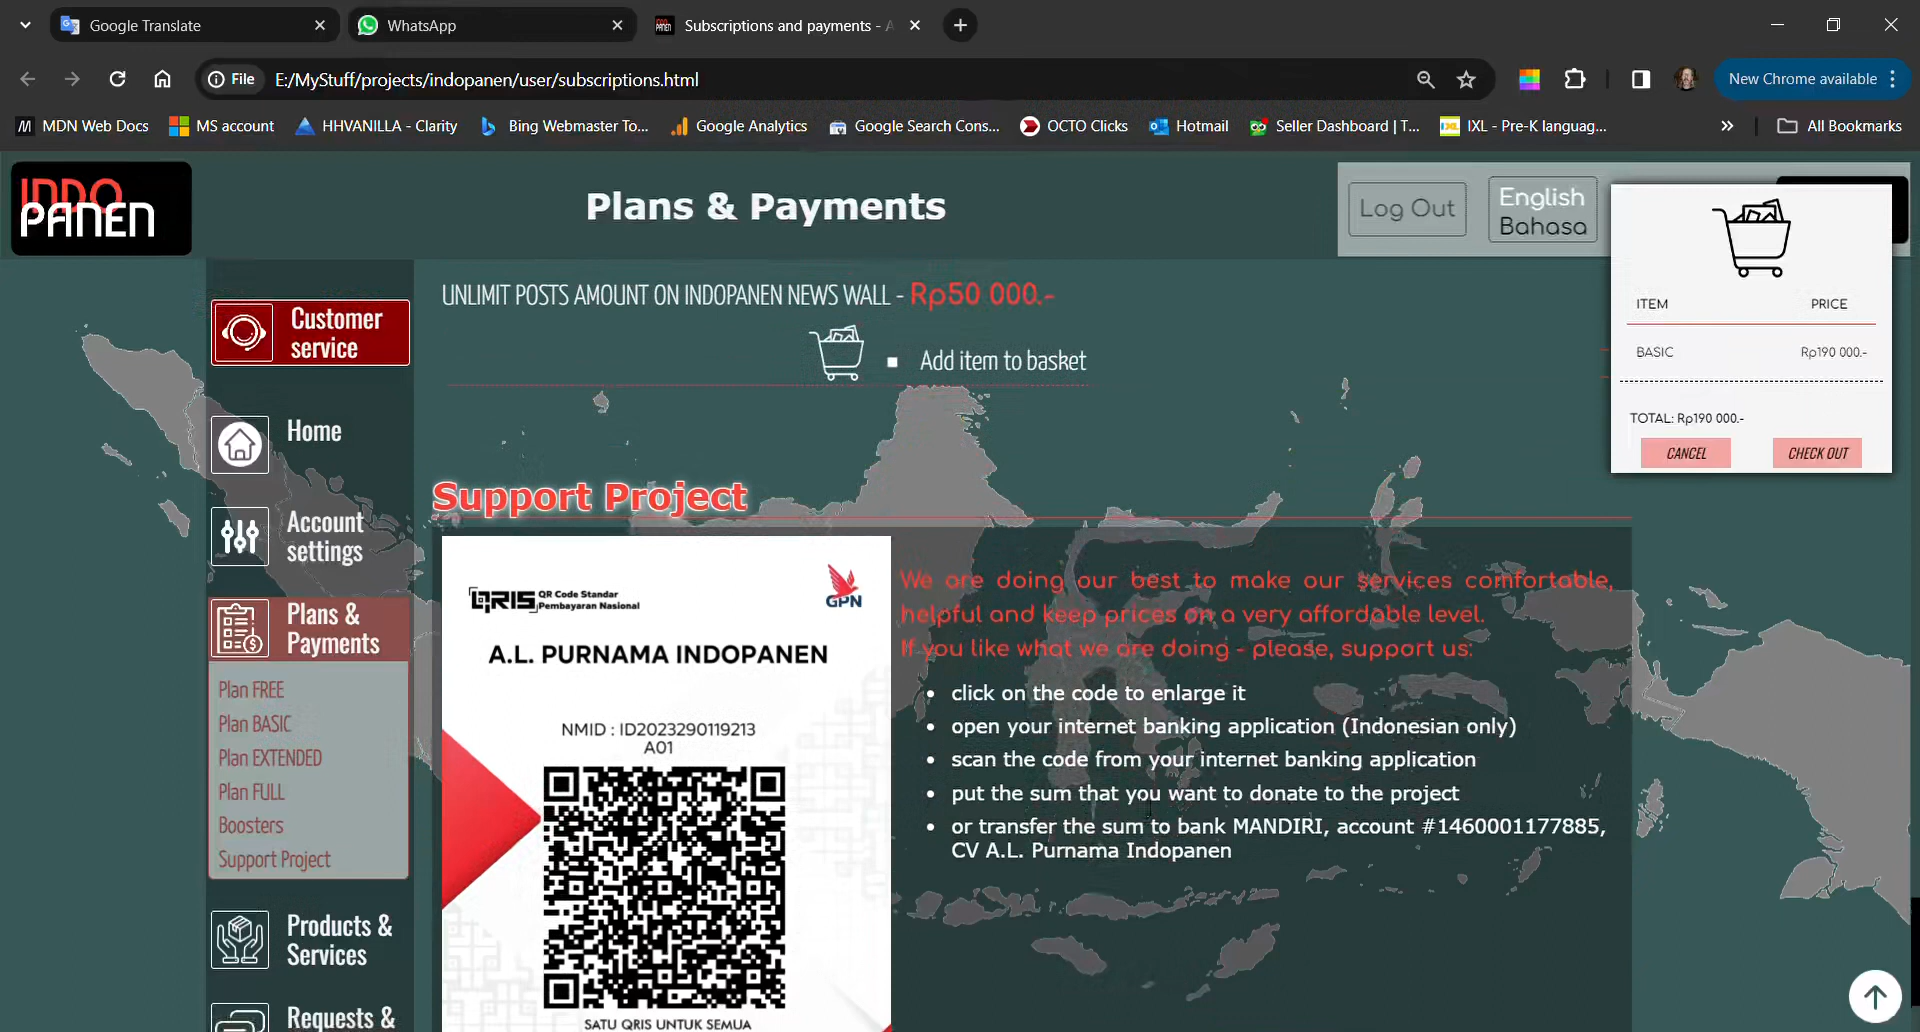 Google Translate
WhatsApp
Subscriptions and payments - A
File
E:/MyStuff/projects/indopanen/user/subscriptions.html
New Chrome available
MDN Web Docs
MS account
HHVANILLA - Clarity
Bing Webmaster To...
Google Analytics
Google Search Cons...
OCTO Clicks
Hotmail
Seller Dashboard | T...
IXL - Pre-K languag...
All Bookmarks
INDO
PANEN
Plans & Payments
Log Out
English
Bahasa
ITEM PRICE
BASIC Rp190 000.-
TOTAL: Rp190 000.-
CANCEL CHECK OUT
Customer
service
Home
Account
settings
Plans &
Payments
Plan FREE
Plan BASIC
Plan EXTENDED
Plan FULL
Boosters
Support Project
Products &
Services
Requests &
UNLIMIT POSTS AMOUNT ON INDOPANEN NEWS WALL - Rp50 000.-
Add item to basket
Support Project
QRIS QR Code Standar
Pembayaran Nasional
GPN
A.L. PURNAMA INDOPANEN
NMID : ID2023290119213
A01
SATU QRIS UNTUK SEMUA
We are doing our best to make our services comfortable,
helpful and keep prices on a very affordable level.
If you like what we are doing - please, support us:
• click on the code to enlarge it
• open your internet banking application (Indonesian only)
• scan the code from your internet banking application
• put the sum that you want to donate to the project
• or transfer the sum to bank MANDIRI, account #1460001177885,
CV A.L. Purnama Indopanen